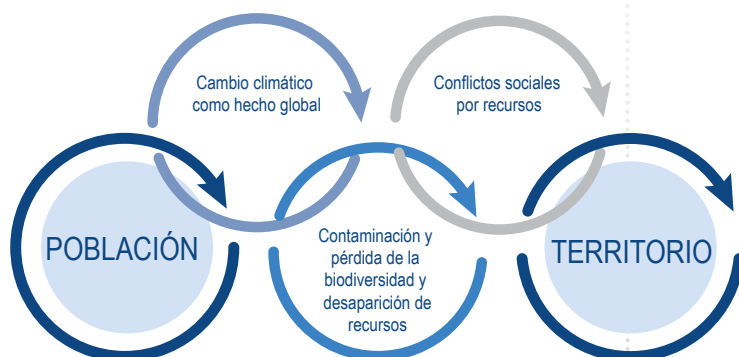 Cambio climático
como hecho global
Conflictos sociales
por recursos
POBLACIÓN
Contaminación y
pérdida de la
biodiversidad y
desaparición de
recursos
TERRITORIO